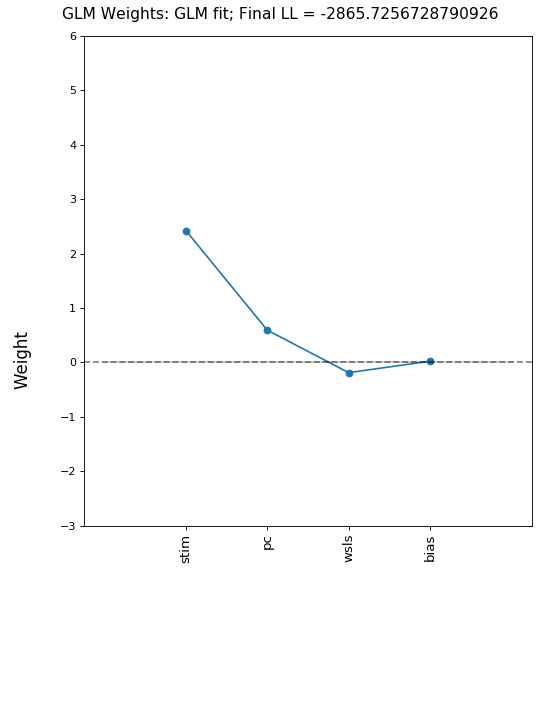 GLM Weights: GLM fit; Final LL = -2865.7256728790926
6
5
4
3
2
1
0
−1
−2
−3
Weight
stim
pc
wsls
bias